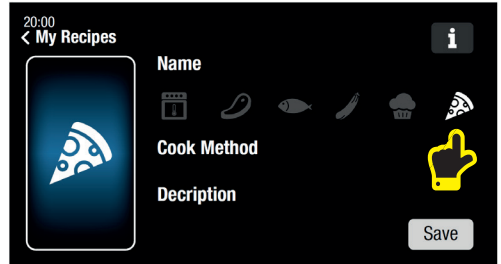 20:00
< My Recipes
i
Name
Cook Method
Decription
Save